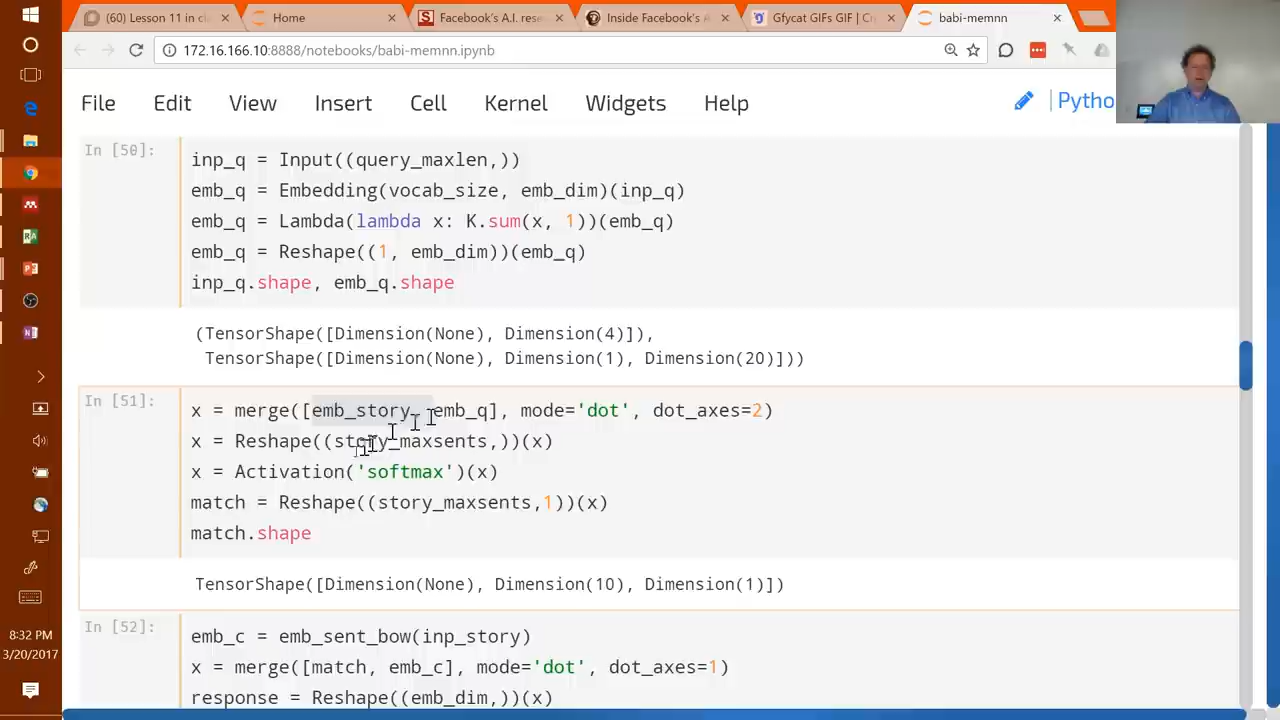 (60) Lesson 11 in cl
Home
Facebook's A.I. rese
Inside Facebook's A
Gfycat GIFs GIF | Cr
babi-memnn
172.16.166.10:8888/notebooks/babi-memnn.ipynb
File Edit View Insert Cell Kernel Widgets Help
Pytho
In [50]:
inp_q = Input((query_maxlen,))
emb_q = Embedding(vocab_size, emb_dim)(inp_q)
emb_q = Lambda(lambda x: K.sum(x, 1))(emb_q)
emb_q = Reshape((1, emb_dim))(emb_q)
inp_q.shape, emb_q.shape
(TensorShape([Dimension(None), Dimension(4)]),
TensorShape([Dimension(None), Dimension(1), Dimension(20)]))
In [51]:
x = merge([emb_story, emb_q], mode='dot', dot_axes=2)
x = Reshape((story_maxsents,))(x)
x = Activation('softmax')(x)
match = Reshape((story_maxsents,1))(x)
match.shape
TensorShape([Dimension(None), Dimension(10), Dimension(1)])
In [52]:
emb_c = emb_sent_bow(inp_story)
x = merge([match, emb_c], mode='dot', dot_axes=1)
response = Reshape((emb_dim,))(x)
8:32 PM
3/20/2017